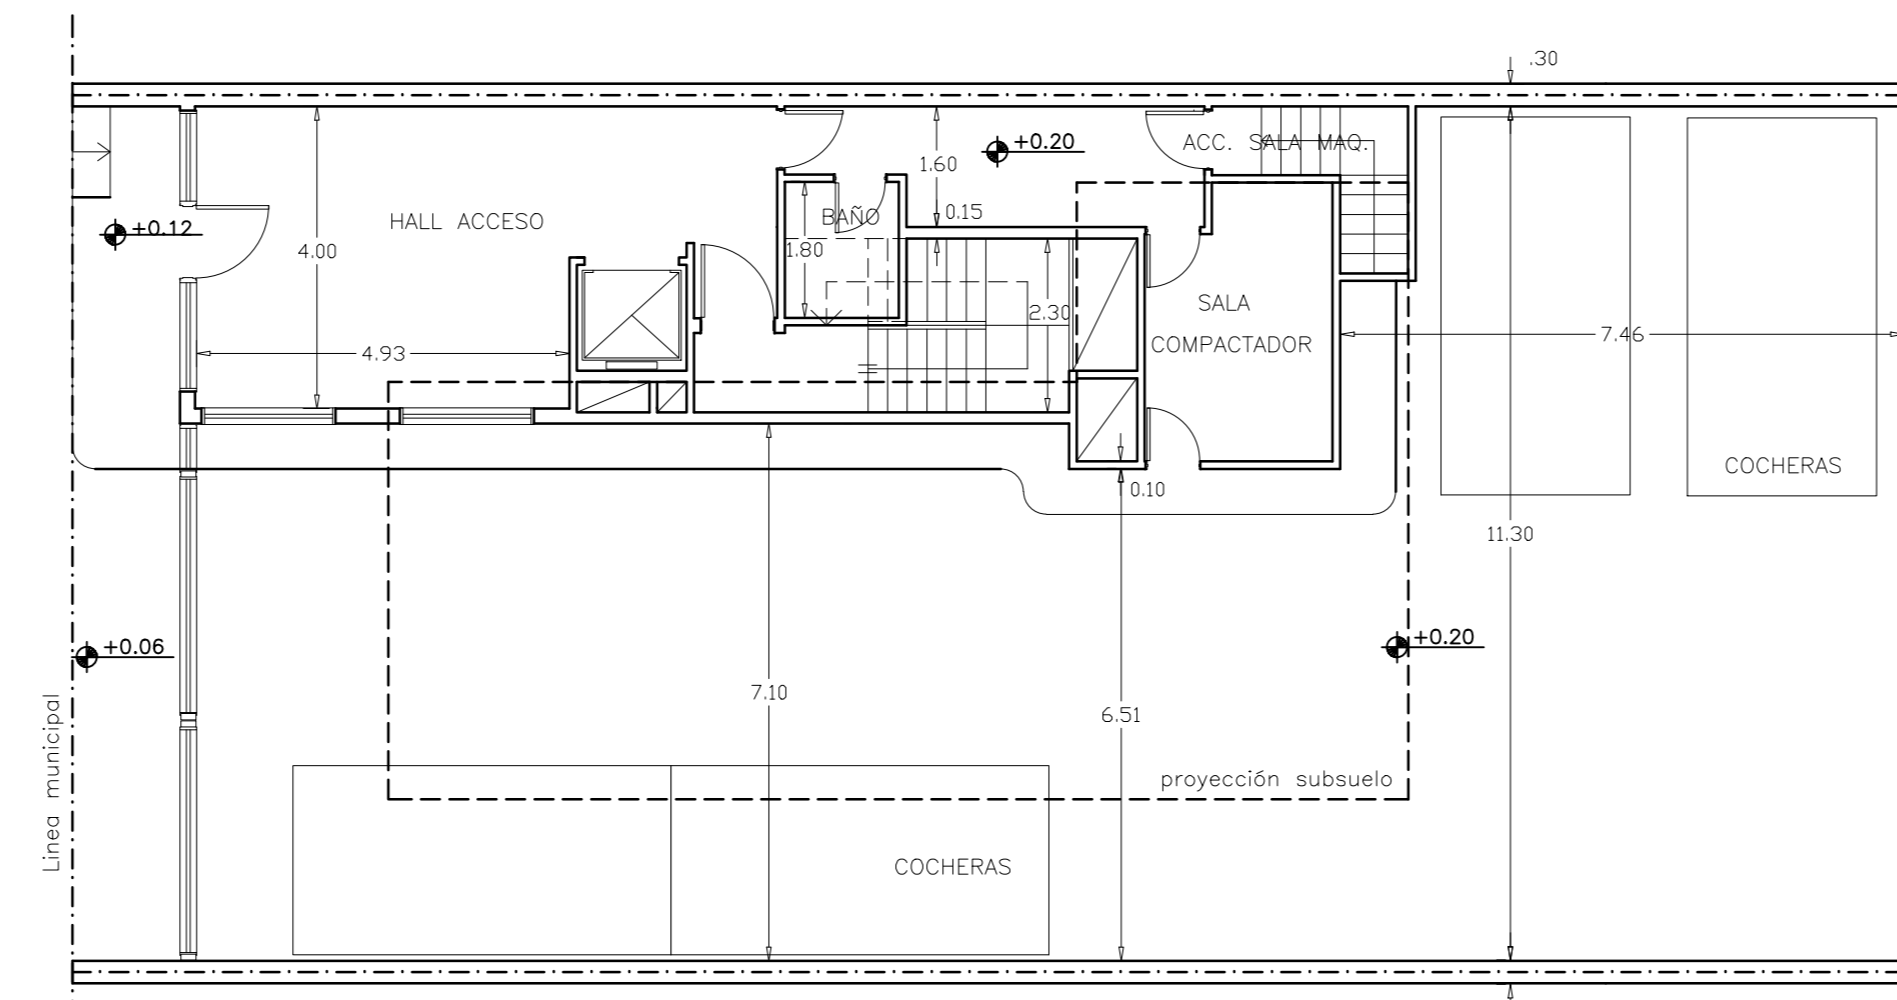 .30
ACC. SALA MAQ.
+0.20
1.60
0.15
BAÑO
HALL ACCESO
+0.12
4.00
1.80
SALA
COMPACTADOR
2.30
7.46
4.93
COCHERAS
0.10
11.30
+0.06
+0.20
7.10
6.51
Linea municipal
proyección subsuelo
COCHERAS